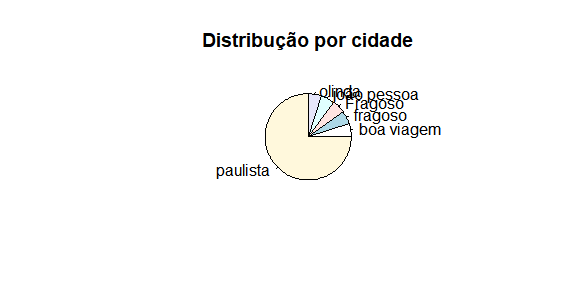 Distribução por cidade
olinda
joão pessoa
Fragoso
fragoso
boa viagem
paulista